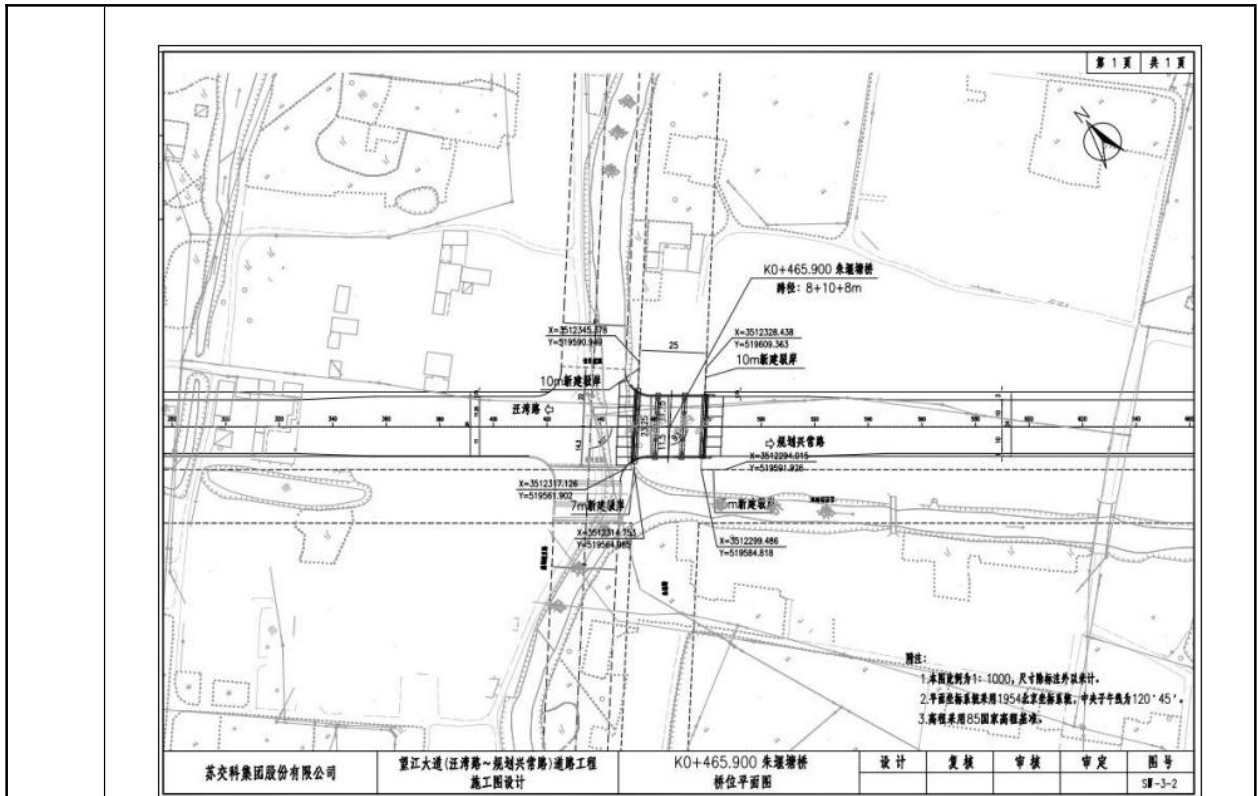 第 1 页 共 1 页
N
K0+465.900 朱堰塘桥
跨径：8+10+8m
X=3512345.378
Y=519590.949
25
X=3512328.438
Y=519609.363
10m新建驳岸
10m新建驳岸
汪湾路
23.25
11.5
规划兴常路
X=3512294.015
Y=519591.926
X=3512317.126
Y=519561.902
7m新建驳岸
m新建驳岸
X=3512314.753
Y=519564.985
X=3512299.486
Y=519584.818
附注：
1.本图比例为1：1000，尺寸除标注外以米计。
2.平面坐标系统采用1954北京坐标系统，中央子午线为120°45'。
3.高程采用85国家高程基准。
苏交科集团股份有限公司
望江大道(汪湾路～规划兴常路)道路工程
施工图设计
K0+465.900 朱堰塘桥
桥位平面图
设 计 复 核 审 核 审 定 图 号
SⅡ-3-2